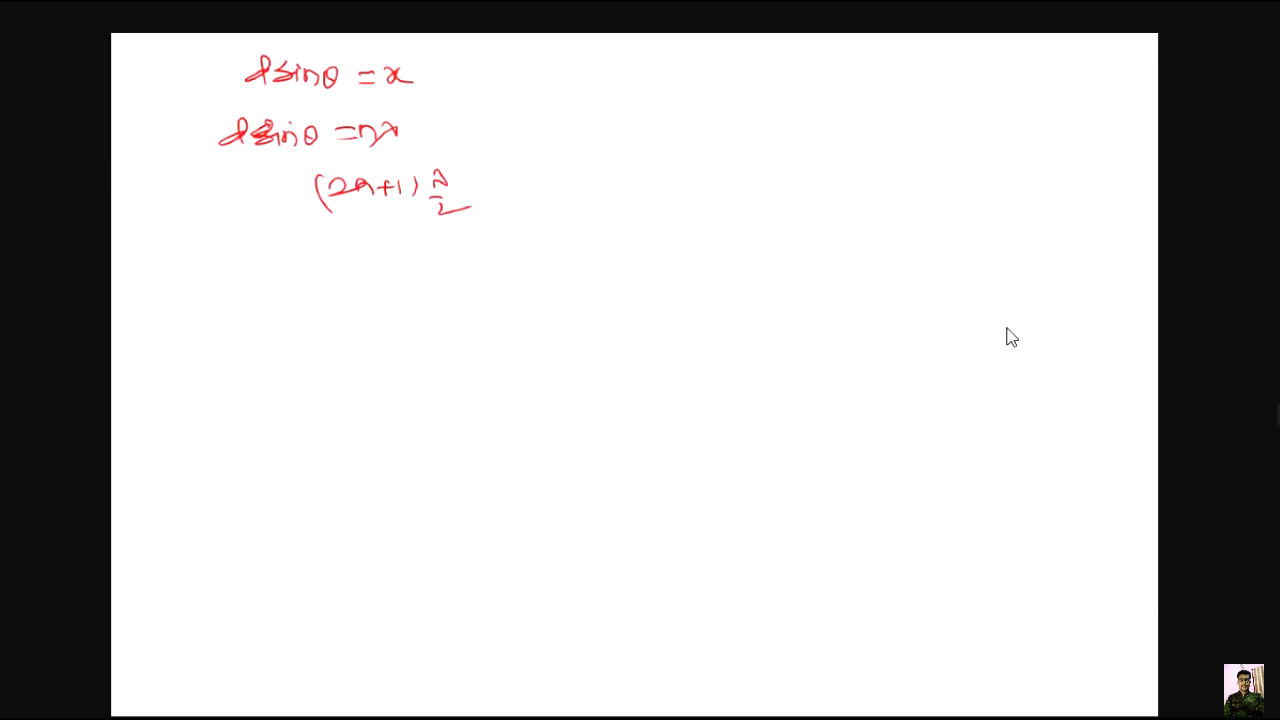 dsinθ = x
dsinθ = nλ
(2n+1) λ/2